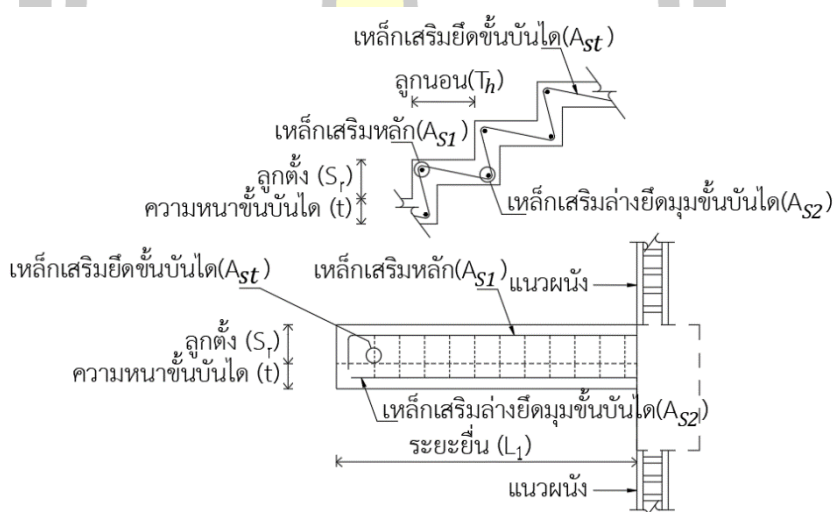 เหล็กเสริมยึดขั้นบันได(Ast)
ลูกนอน(Th)
เหล็กเสริมหลัก(AS1)
ลูกตั้ง (Sr)
ความหนาขั้นบันได (t)
เหล็กเสริมล่างยึดมุมขั้นบันได(AS2)
เหล็กเสริมยึดขั้นบันได(Ast)
เหล็กเสริมหลัก(AS1)
แนวผนัง
ลูกตั้ง (Sr)
ความหนาขั้นบันได (t)
เหล็กเสริมล่างยึดมุมขั้นบันได(AS2)
ระยะยื่น (L1)
แนวผนัง